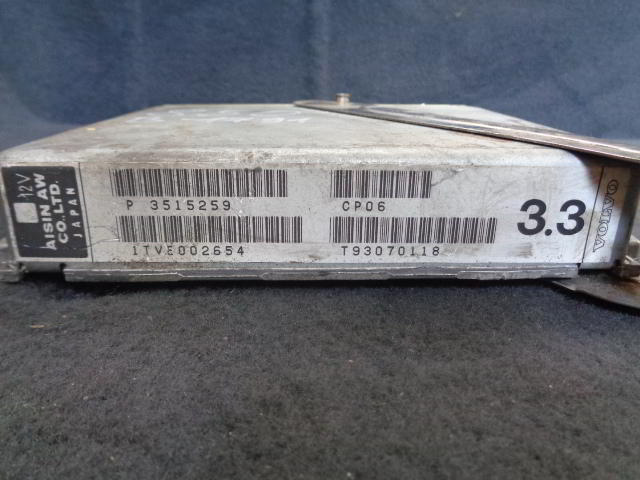 12V
AISIN AW
CO.,LTD.
JAPAN
P 3515259
CP06
1TVE002654
T93070118
3.3
VOLVO